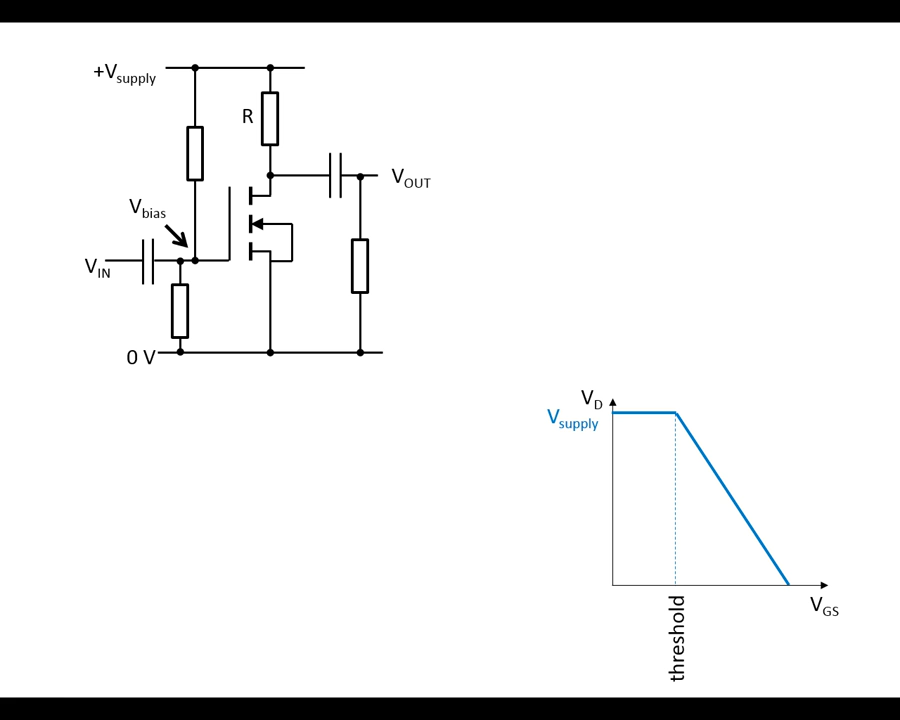 +Vsupply
R
VOUT
Vbias
VIN
0 V
VD
Vsupply
VGS
threshold